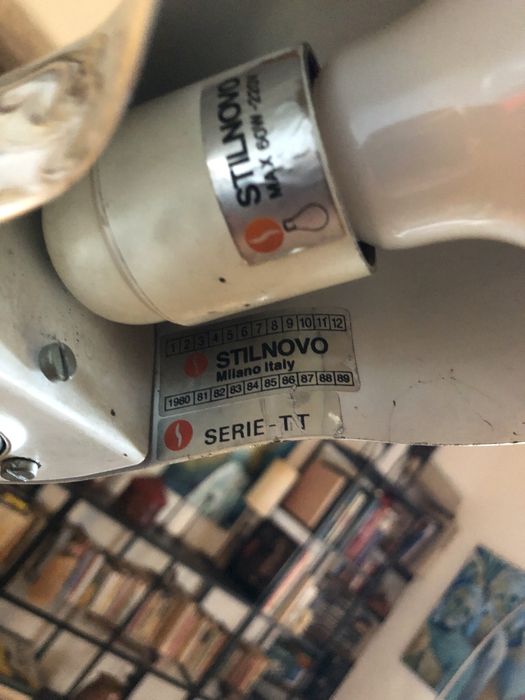 STILNOVO
MAX 60W
1 2 3 4 5 6 7 8 9 10 11 12
STILNOVO
Milano Italy
1980 81 82 83 84 85 86 87 88 89
SERIE-TT